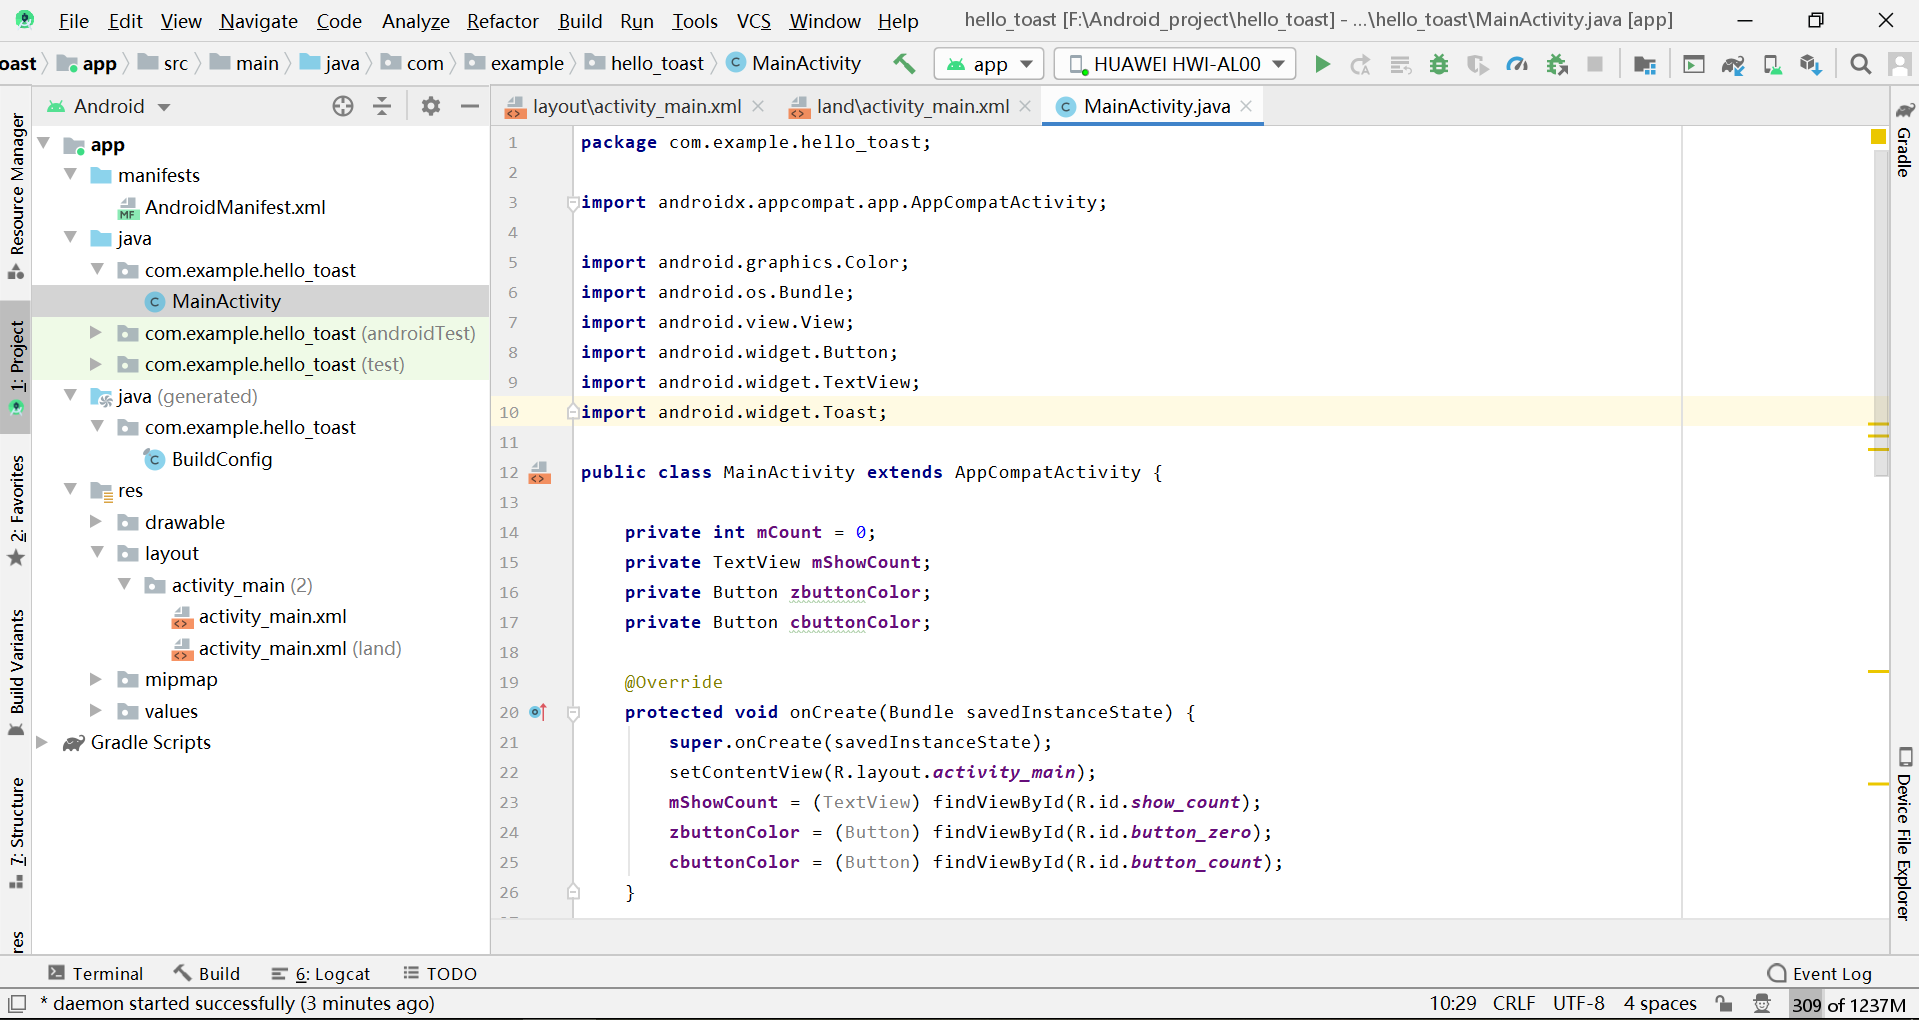 File Edit View Navigate Code Analyze Refactor Build Run Tools VCS Window Help hello_toast [F:\Android_project\hello_toast] - ...\hello_toast\MainActivity.java [app]
oast app src main java com example hello_toast MainActivity app HUAWEI HWI-AL00
Android
layout\activity_main.xml land\activity_main.xml MainActivity.java
Resource Manager
1: Project
2: Favorites
Build Variants
7: Structure
res
app
manifests
AndroidManifest.xml
java
com.example.hello_toast
MainActivity
com.example.hello_toast (androidTest)
com.example.hello_toast (test)
java (generated)
com.example.hello_toast
BuildConfig
res
drawable
layout
activity_main (2)
activity_main.xml
activity_main.xml (land)
mipmap
values
Gradle Scripts
1 package com.example.hello_toast;
2
3 import androidx.appcompat.app.AppCompatActivity;
4
5 import android.graphics.Color;
6 import android.os.Bundle;
7 import android.view.View;
8 import android.widget.Button;
9 import android.widget.TextView;
10 import android.widget.Toast;
11
12 public class MainActivity extends AppCompatActivity {
13
14 private int mCount = 0;
15 private TextView mShowCount;
16 private Button zbuttonColor;
17 private Button cbuttonColor;
18
19 @Override
20 protected void onCreate(Bundle savedInstanceState) {
21 super.onCreate(savedInstanceState);
22 setContentView(R.layout.activity_main);
23 mShowCount = (TextView) findViewById(R.id.show_count);
24 zbuttonColor = (Button) findViewById(R.id.button_zero);
25 cbuttonColor = (Button) findViewById(R.id.button_count);
26 }
Gradle
Device File Explorer
Terminal Build 6: Logcat TODO Event Log
* daemon started successfully (3 minutes ago) 10:29 CRLF UTF-8 4 spaces 309 of 1237M